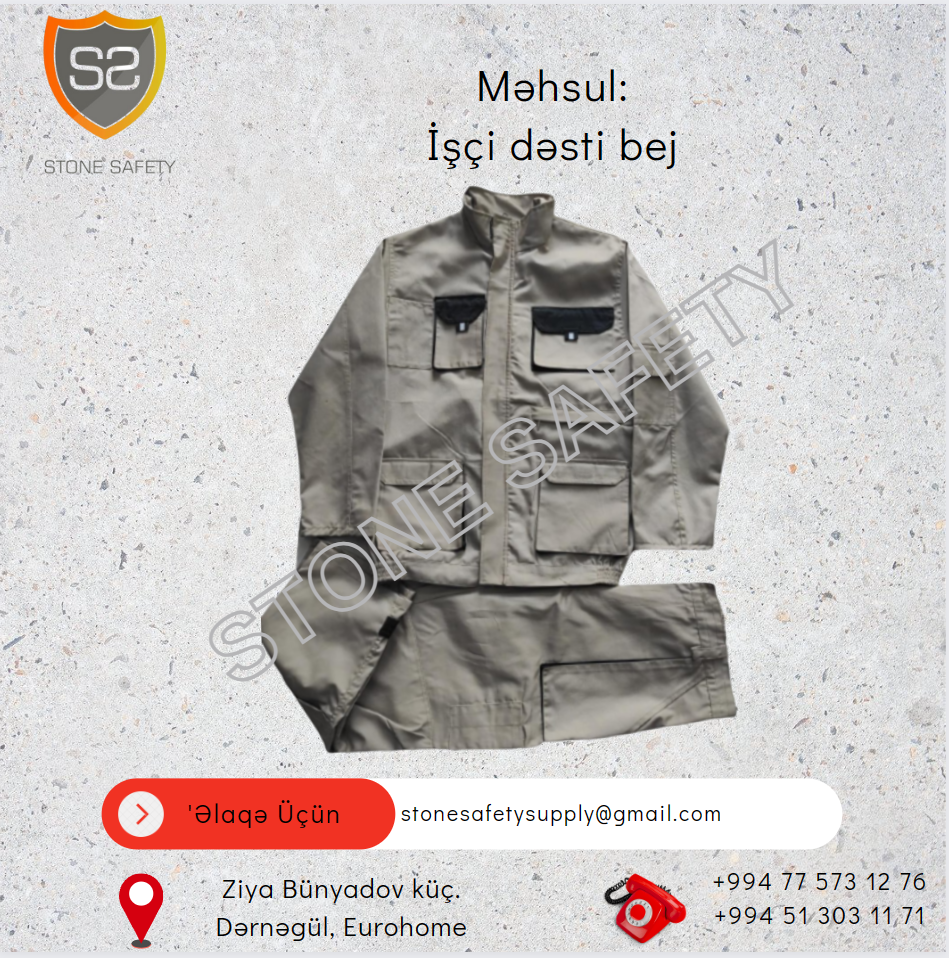 SS
STONE SAFETY
Məhsul:
İşçi dəsti bej
STONE SAFETY
'Əlaqə Üçün
stonesafetysupply@gmail.com
Ziya Bünyadov küç.
Dərnəgül, Eurohome
+994 77 573 12 76
+994 51 303 11 71